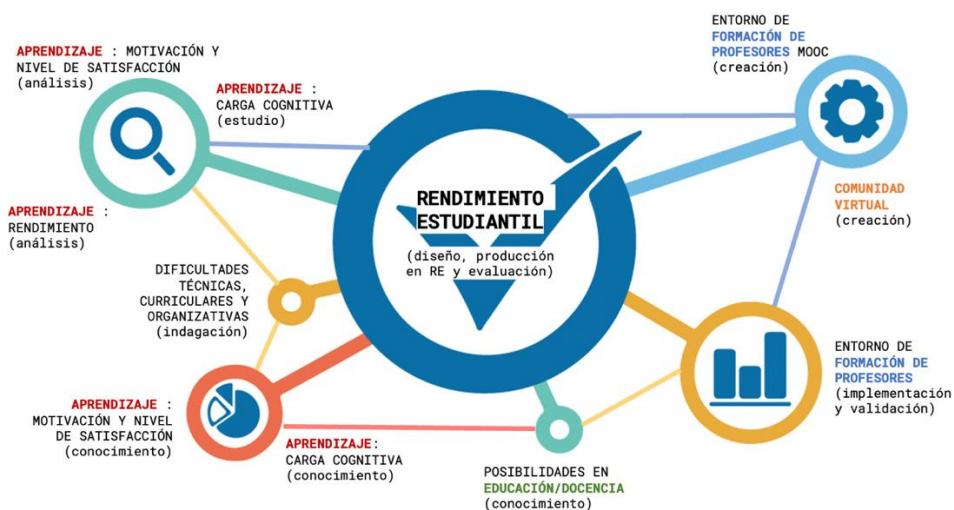 APRENDIZAJE : MOTIVACIÓN Y
NIVEL DE SATISFACCIÓN
(análisis)
APRENDIZAJE :
CARGA COGNITIVA
(estudio)
ENTORNO DE
FORMACIÓN DE
PROFESORES MOOC
(creación)
RENDIMIENTO
ESTUDIANTIL
(diseño, producción
en RE y evaluación)
COMUNIDAD
VIRTUAL
(creación)
APRENDIZAJE :
RENDIMIENTO
(análisis)
DIFICULTADES
TÉCNICAS,
CURRICULARES Y
ORGANIZATIVAS
(indagación)
ENTORNO DE
FORMACIÓN DE
PROFESORES
(implementación
y validación)
APRENDIZAJE :
MOTIVACIÓN Y NIVEL
DE SATISFACCIÓN
(conocimiento)
APRENDIZAJE:
CARGA COGNITIVA
(conocimiento)
POSIBILIDADES EN
EDUCACIÓN/DOCENCIA
(conocimiento)